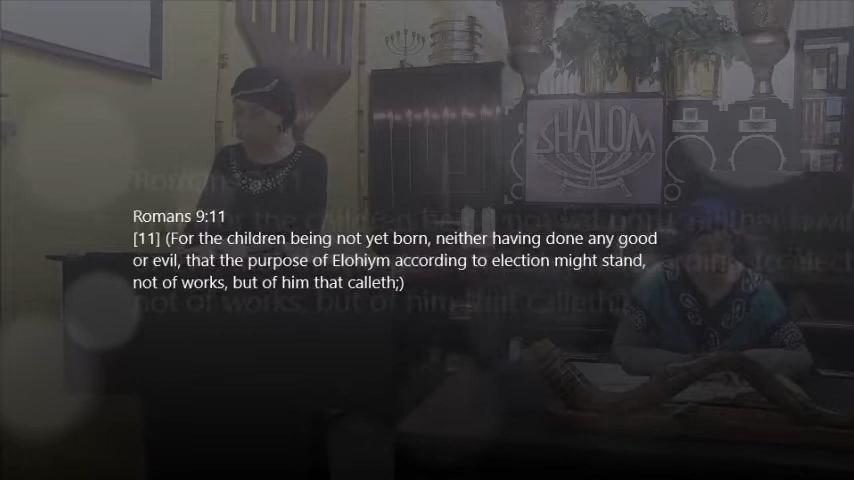 SHALOM
Romans 9:11
[11] (For the children being not yet born, neither having done any good
or evil, that the purpose of Elohiym according to election might stand,
not of works, but of him that calleth;)